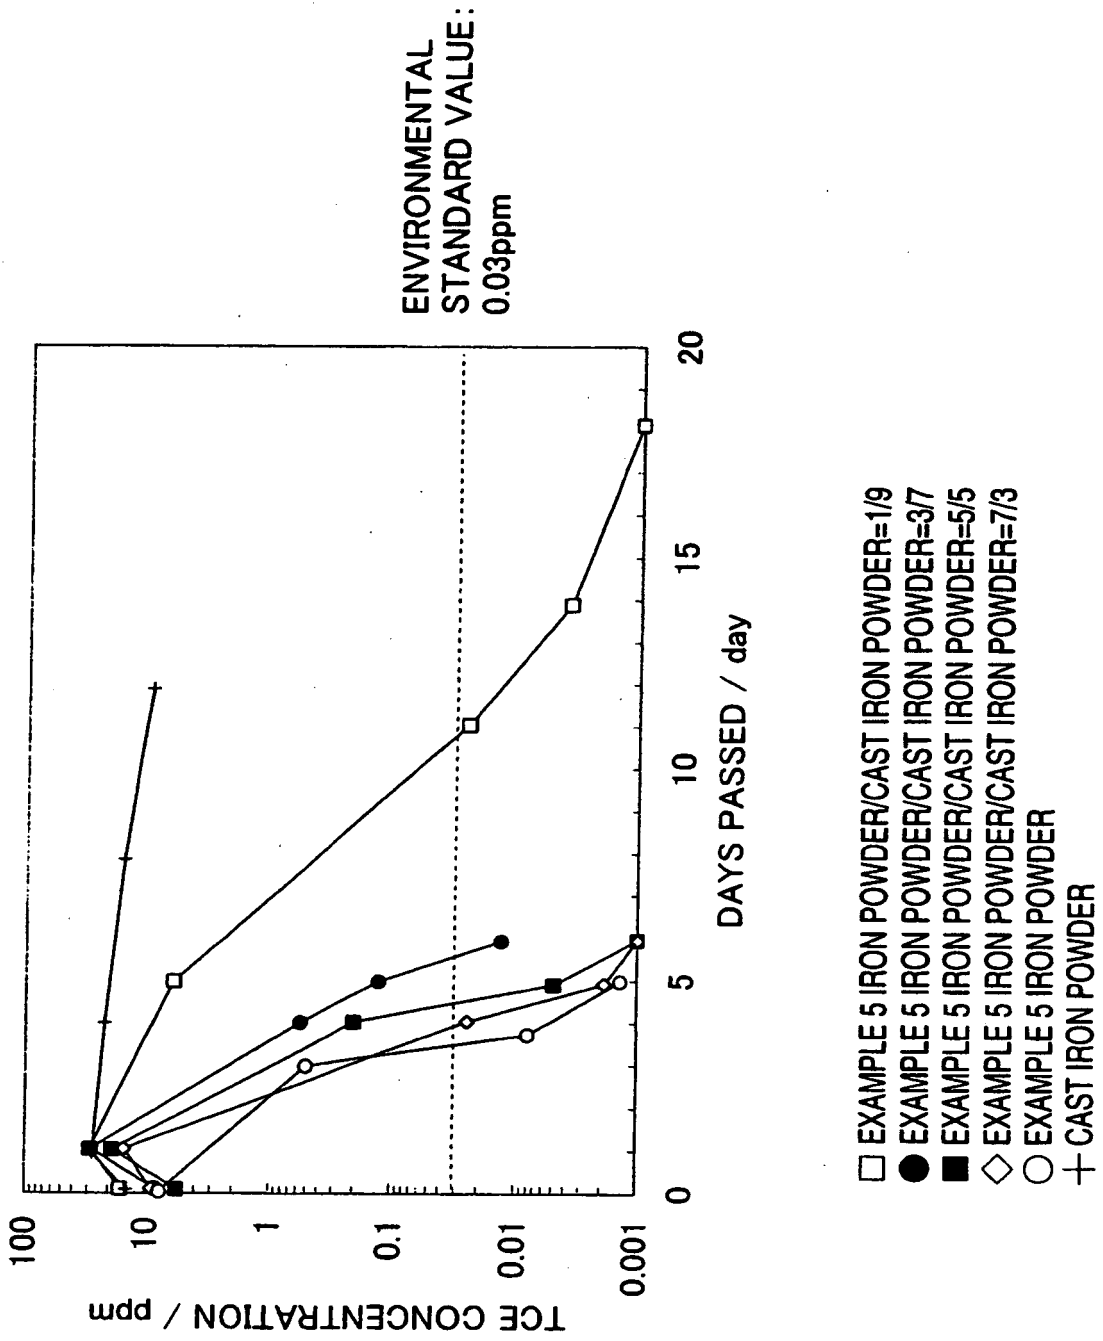 TCE CONCENTRATION / ppm
100
10
1
0.1
0.01
0.001
0
5
10
15
20
DAYS PASSED / day
ENVIRONMENTAL
STANDARD VALUE:
0.03ppm
EXAMPLE 5 IRON POWDER/CAST IRON POWDER=1/9
EXAMPLE 5 IRON POWDER/CAST IRON POWDER=3/7
EXAMPLE 5 IRON POWDER/CAST IRON POWDER=5/5
EXAMPLE 5 IRON POWDER/CAST IRON POWDER=7/3
EXAMPLE 5 IRON POWDER
CAST IRON POWDER